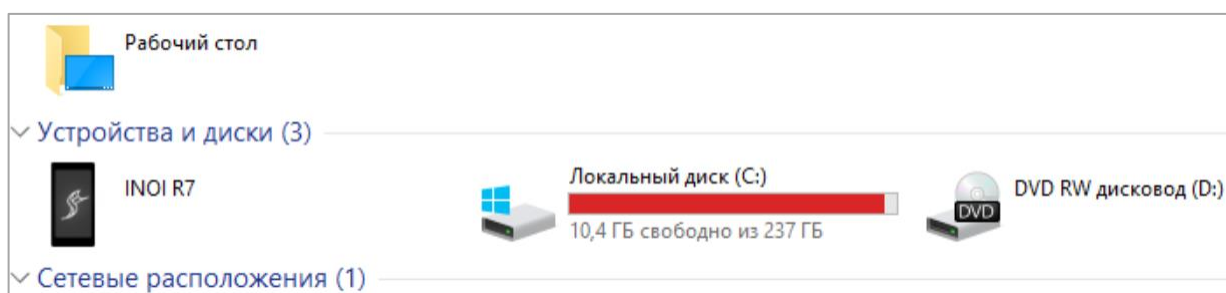 Рабочий стол
Устройства и диски (3)
INOI R7
Локальный диск (C:)
10,4 ГБ свободно из 237 ГБ
DVD RW дисковод (D:)
DVD
Сетевые расположения (1)